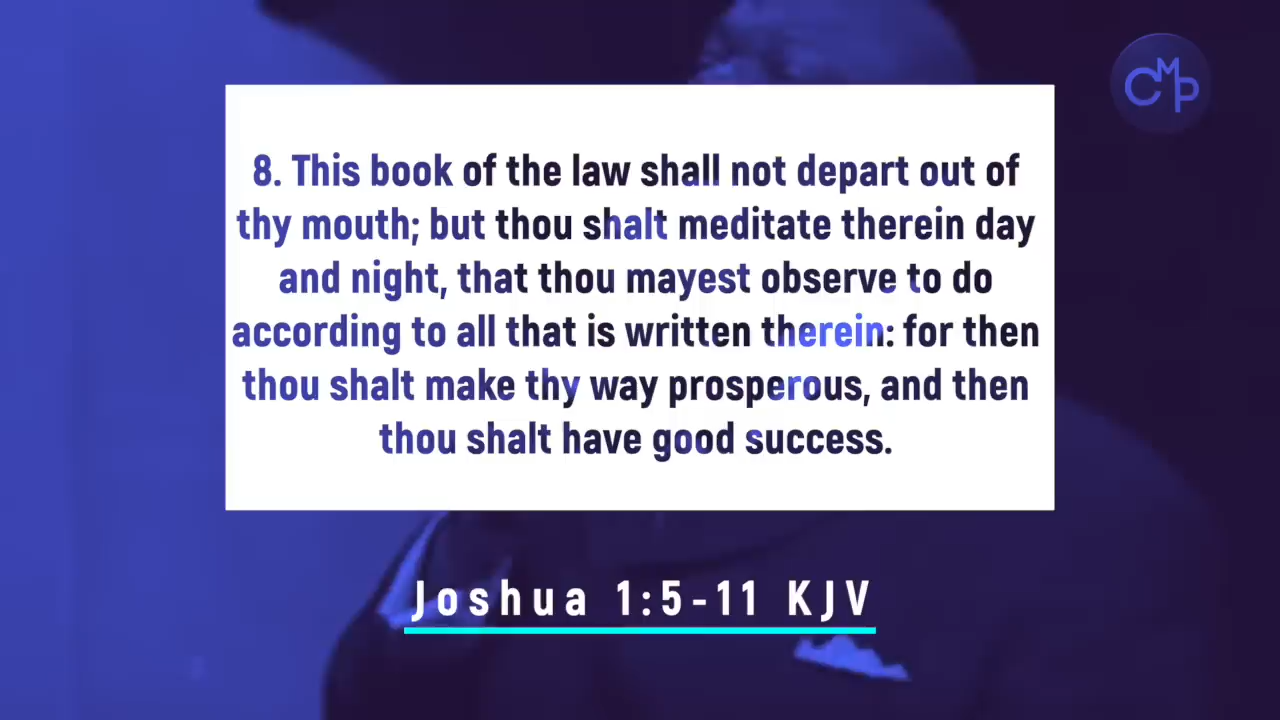 CMP
8. This book of the law shall not depart out of
thy mouth; but thou shalt meditate therein day
and night, that thou mayest observe to do
according to all that is written therein: for then
thou shalt make thy way prosperous, and then
thou shalt have good success.
Joshua 1:5-11 KJV